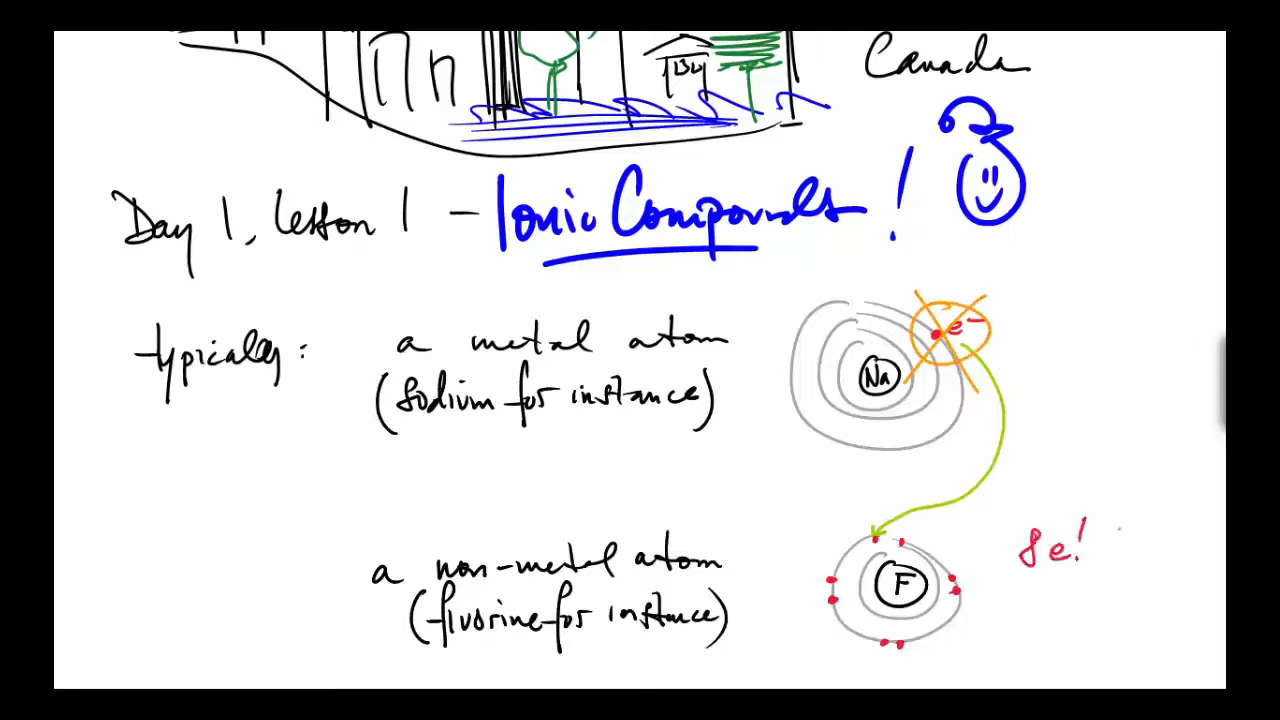 Canada
Day 1, lesson 1 - Ionic Compounds!
typically: a metal atom
(sodium for instance)
Na
e-
a non-metal atom
(fluorine for instance)
F
8e!